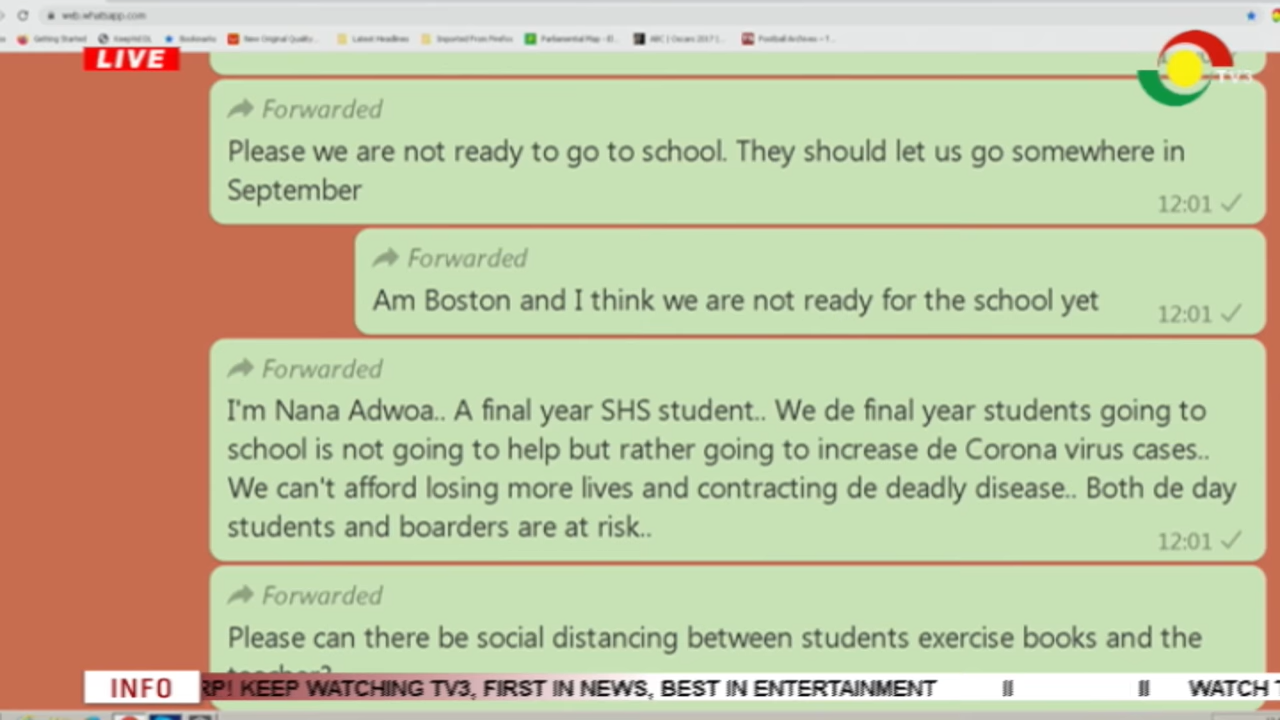 web.whatsapp.com
Getting Started
Bookmarks
New Original Quality...
Latest Headlines
Imported From Firefox
Parliamental Map - El...
ABC | Oscars 2017 |...
Football Archives - T...
LIVE
TV3
Forwarded
Please we are not ready to go to school. They should let us go somewhere in
September
12:01
Forwarded
Am Boston and I think we are not ready for the school yet
12:01
Forwarded
I'm Nana Adwoa.. A final year SHS student.. We de final year students going to
school is not going to help but rather going to increase de Corona virus cases..
We can't afford losing more lives and contracting de deadly disease.. Both de day
students and boarders are at risk..
12:01
Forwarded
Please can there be social distancing between students exercise books and the
teacher?
INFO
RP! KEEP WATCHING TV3, FIRST IN NEWS, BEST IN ENTERTAINMENT || || WATCH T